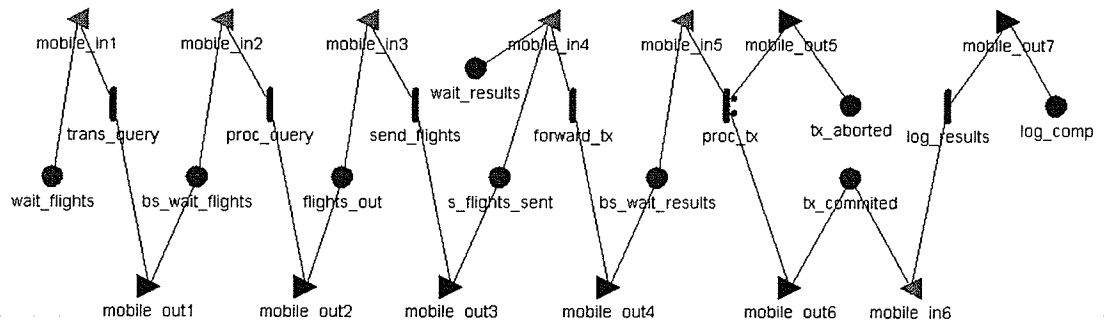 mobile_in1 mobile_in2 mobile_in3 mobile_in4 mobile_in5 mobile_out5 mobile_out7
wait_results
trans_query proc_query send_flights forward_tx proc_tx tx_aborted log_results log_comp
wait_flights bs_wait_flights flights_out s_flights_sent bs_wait_results tx_commited
mobile_out1 mobile_out2 mobile_out3 mobile_out4 mobile_out6 mobile_in6